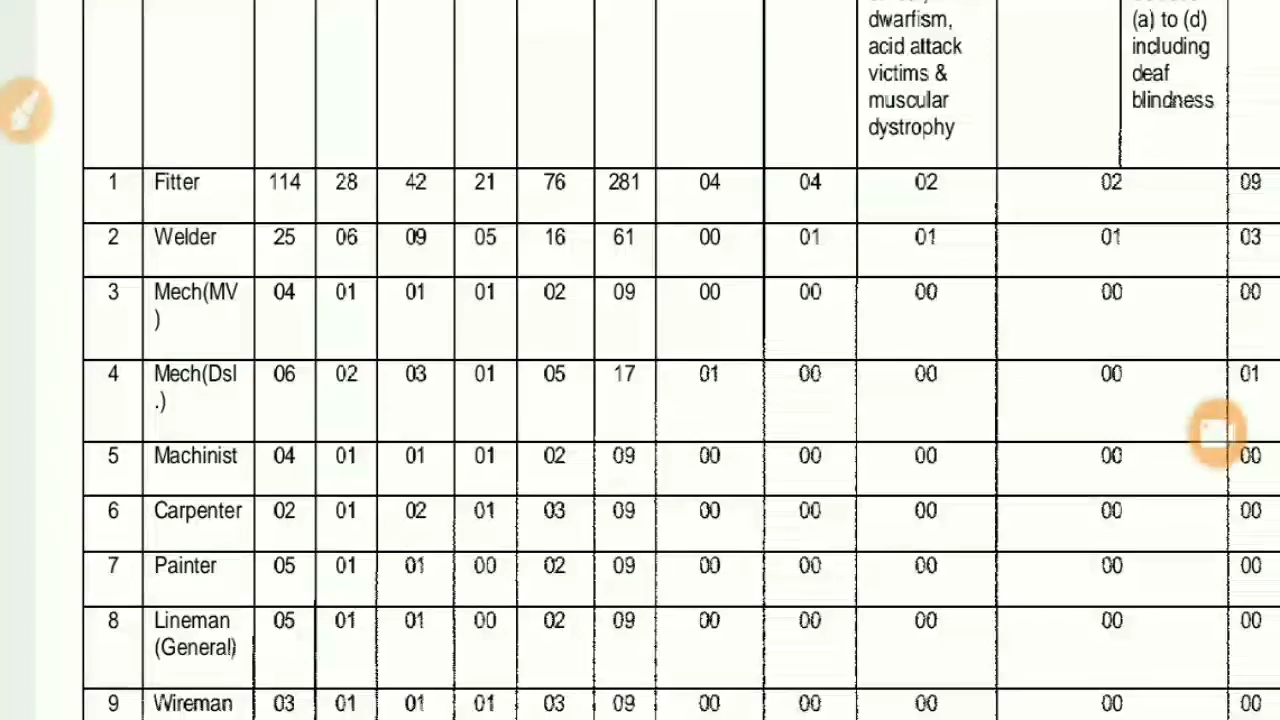 dwarfism,
acid attack
victims &
muscular
dystrophy
(a) to (d)
including
deaf
blindness
1 Fitter 114 28 42 21 76 281 04 04 02 02 09
2 Welder 25 06 09 05 16 61 00 01 01 01 03
3 Mech(MV 04 01 01 01 02 09 00 00 00 00 00
)
4 Mech(Dsl 06 02 03 01 05 17 01 00 00 00 01
.)
5 Machinist 04 01 01 01 02 09 00 00 00 00 00
6 Carpenter 02 01 02 01 03 09 00 00 00 00 00
7 Painter 05 01 01 00 02 09 00 00 00 00 00
8 Lineman 05 01 01 00 02 09 00 00 00 00 00
(General)
9 Wireman 03 01 01 01 03 09 00 00 00 00 00